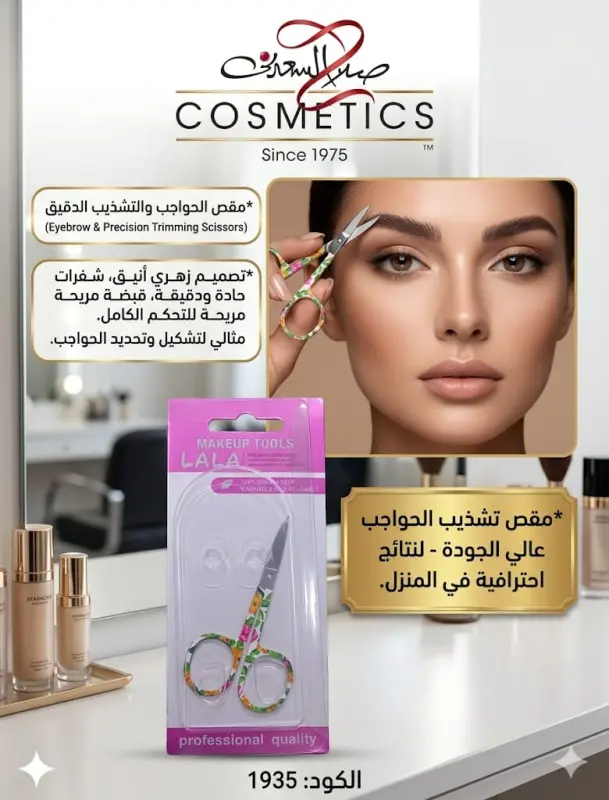 COSMETICS
Since 1975
TM
*مقص الحواجب والتشذيب الدقيق
(Eyebrow & Precision Trimming Scissors)
*تصميم زهري أنيق، شفرات
حادة ودقيقة، قبضة مريحة
مريحة للتحكم الكامل.
مثالي لتشكيل وتحديد الحواجب.
MAKEUP TOOLS
LALA
*مقص تشذيب الحواجب
عالي الجودة - لنتائج
احترافية في المنزل.
professional quality
الكود: 1935